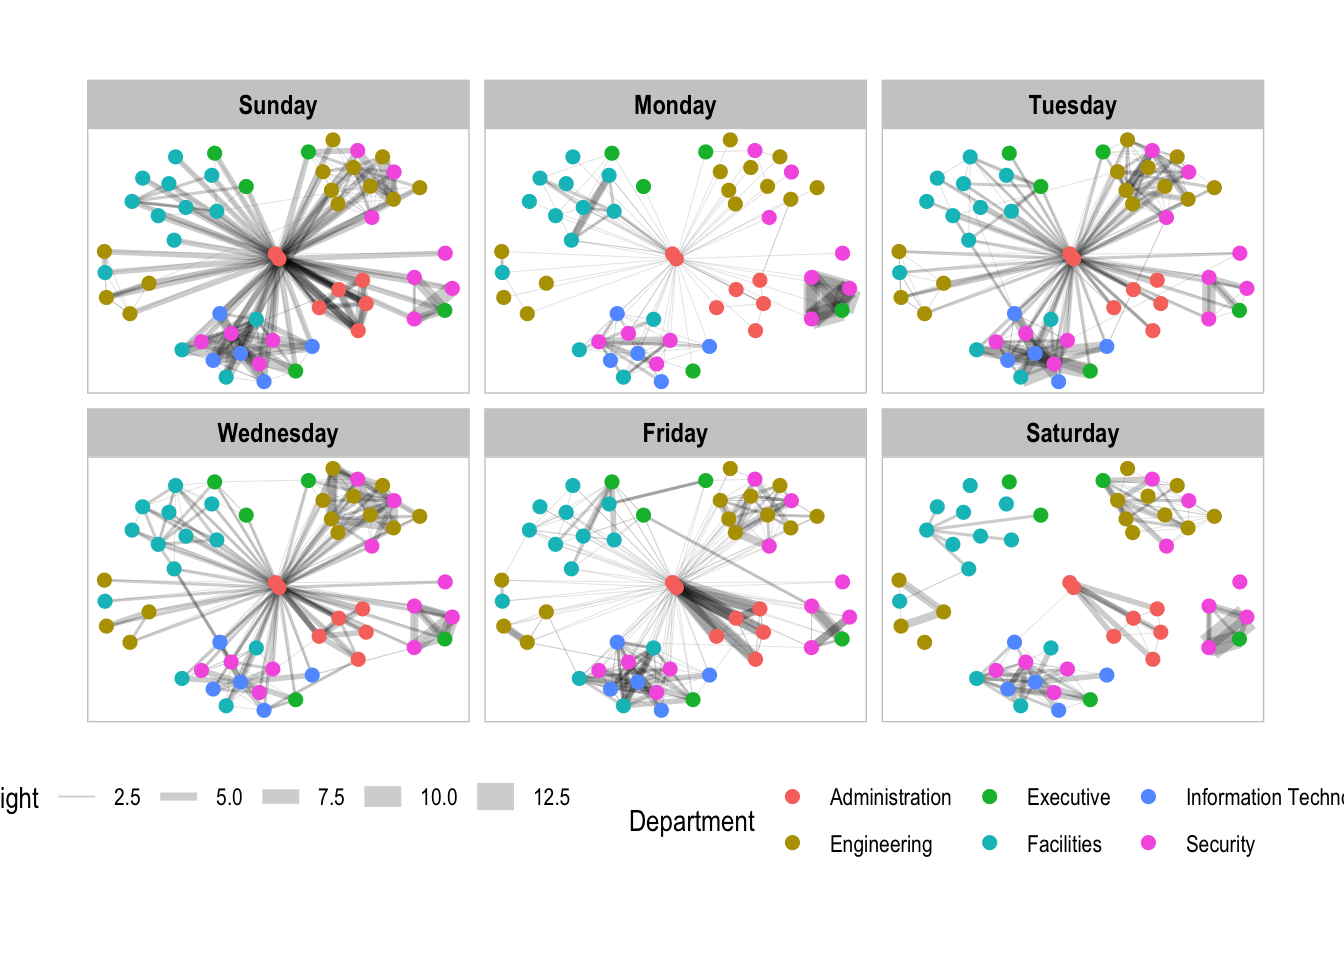 Sunday
Monday
Tuesday
Wednesday
Friday
Saturday
ight 2.5 5.0 7.5 10.0 12.5
Department
Administration Executive Information Techno
Engineering Facilities Security